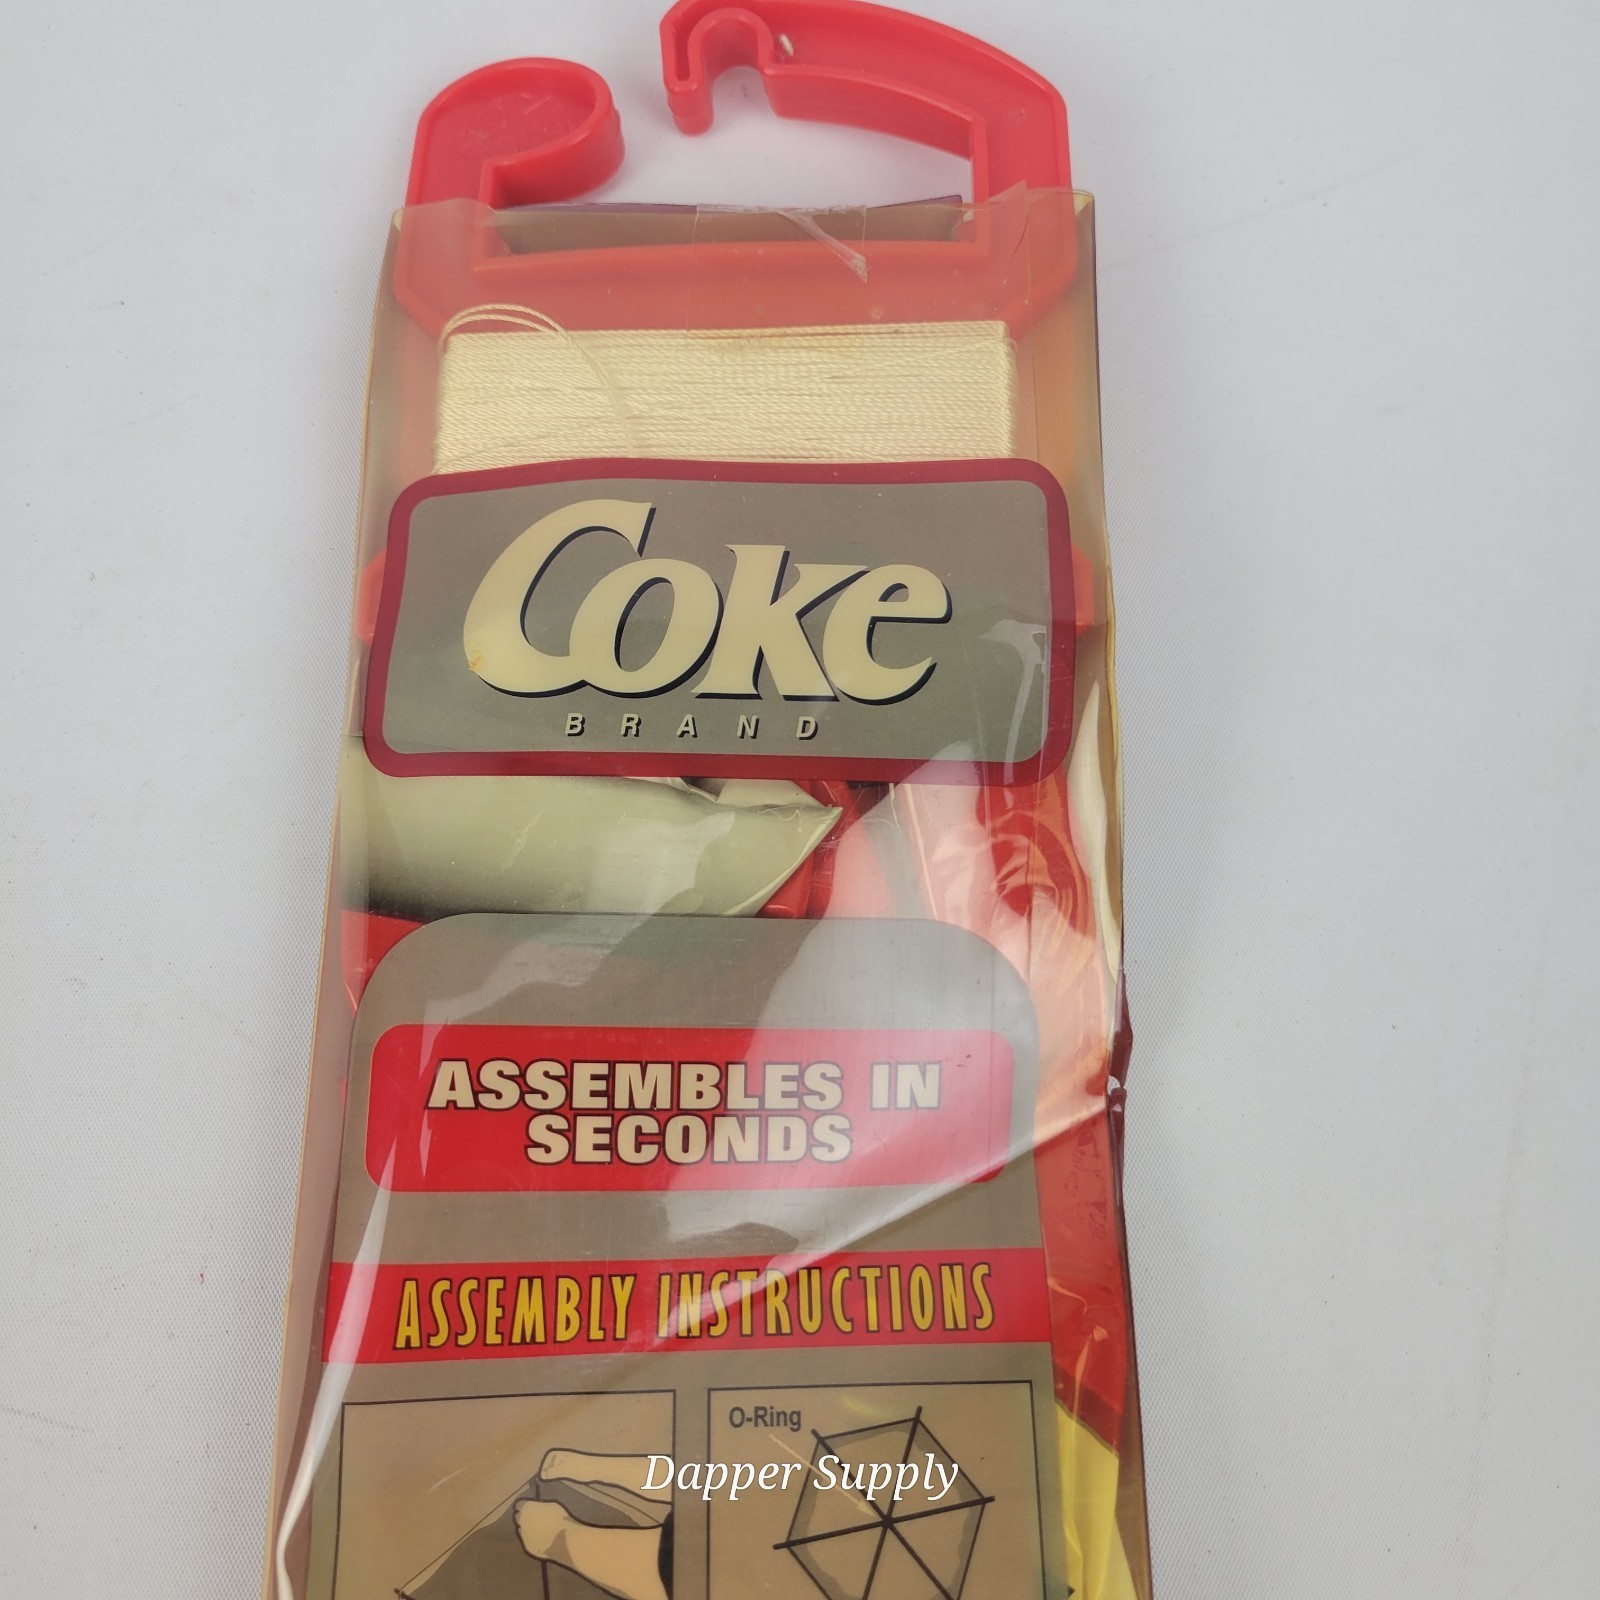 Coke
BRAND
ASSEMBLES IN
SECONDS
ASSEMBLY INSTRUCTIONS
O-Ring
Dapper Supply